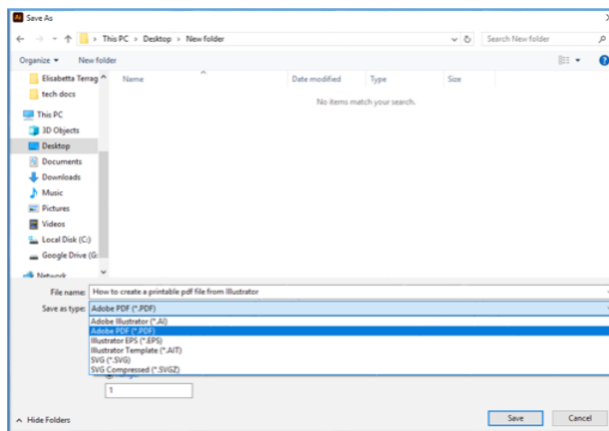 Save As
This PC > Desktop > New folder
Search New folder
Organize
New folder
Elisabetta Terrag
tech docs
This PC
3D Objects
Desktop
Documents
Downloads
Music
Pictures
Videos
Local Disk (C:)
Google Drive (G:
Network
Name
Date modified
Type
Size
No items match your search.
File name: How to create a printable pdf file from Illustrator
Save as type: Adobe PDF (*.PDF)
Adobe Illustrator (*.AI)
Adobe PDF (*.PDF)
Illustrator EPS (*.EPS)
Illustrator Template (*.AIT)
SVG (*.SVG)
SVG Compressed (*.SVGZ)
1
Hide Folders
Save
Cancel